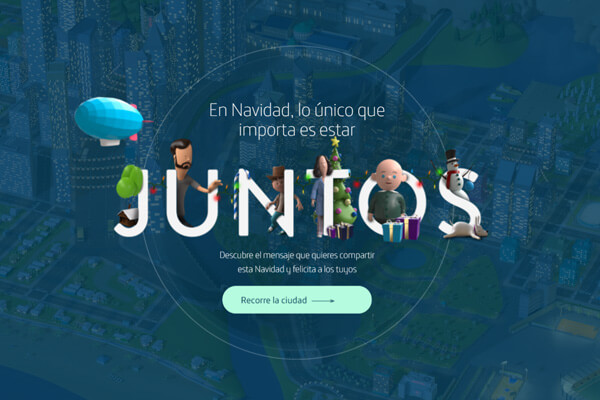 En Navidad, lo único que
importa es estar
JUNTOS
Descubre el mensaje que quieres compartir
esta Navidad y felicita a los tuyos
Recorre la ciudad